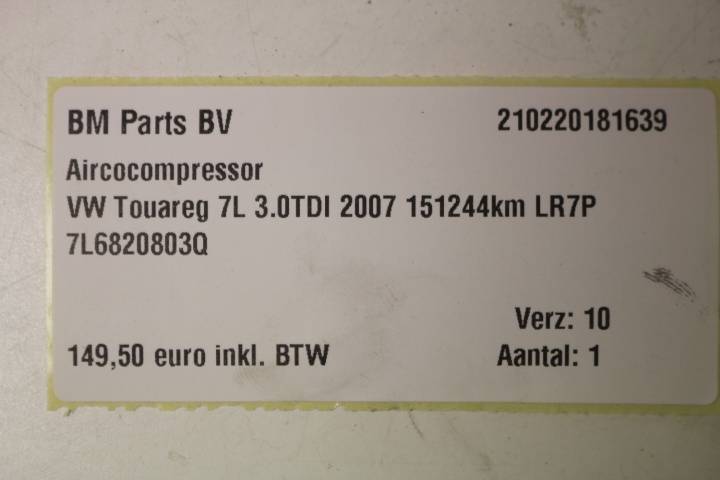 BM Parts BV 210220181639
Aircocompressor
VW Touareg 7L 3.0TDI 2007 151244km LR7P
7L6820803Q
Verz: 10
149,50 euro inkl. BTW Aantal: 1